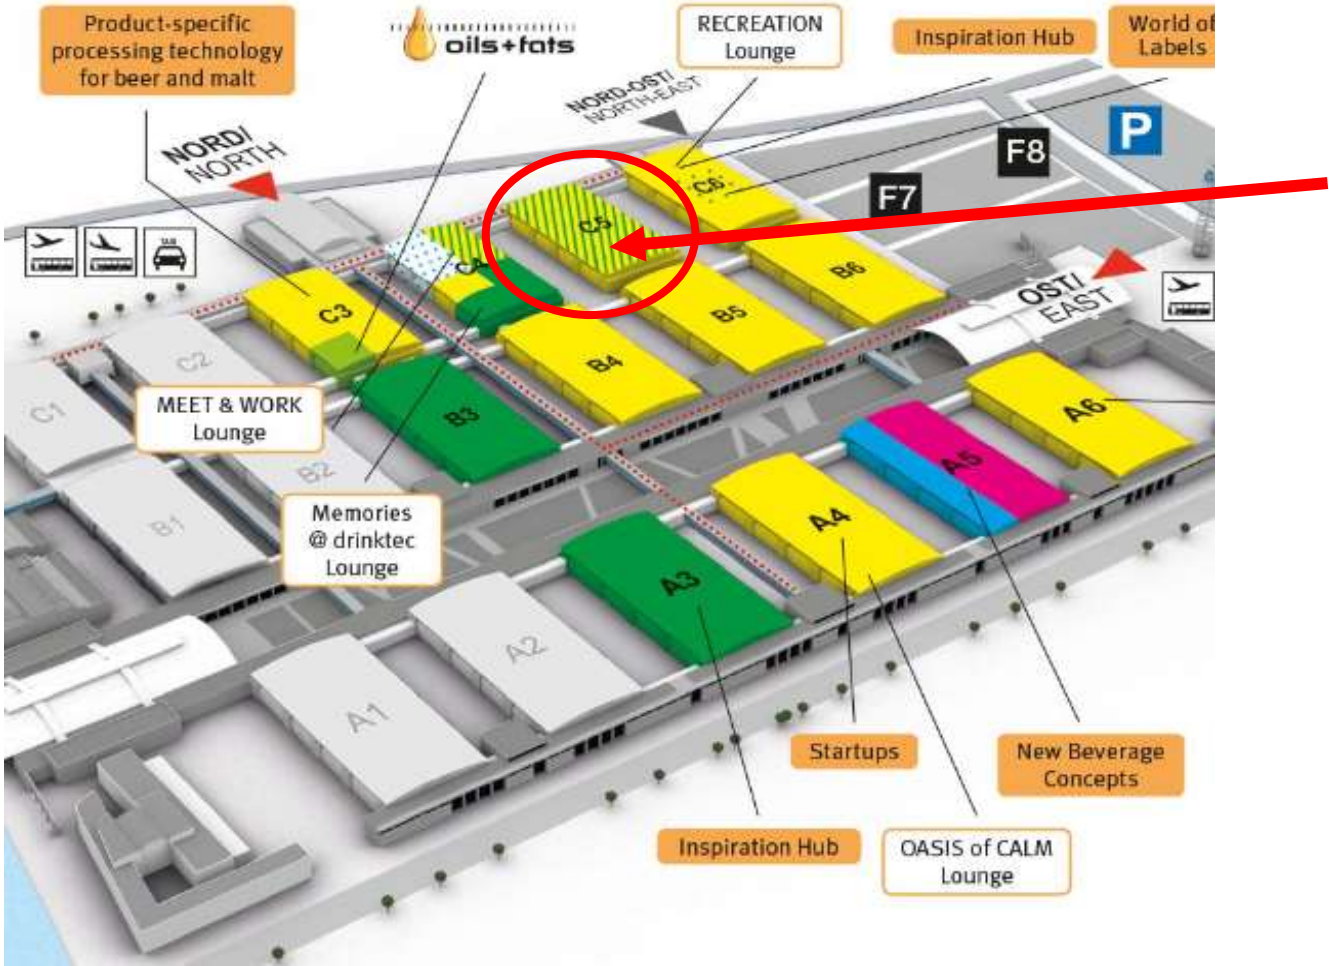 Product-specific
processing technology
for beer and malt
oils+fats
RECREATION
Lounge
Inspiration Hub
World of
Labels
NORD/
NORTH
NORD-OST/
NORTH-EAST
F8
P
F7
TAXI
C6
C5
C4
B6
OST/
EAST
C3
B5
C2
B4
C1
MEET & WORK
Lounge
B3
A6
B2
A5
B1
Memories
@ drinktec
Lounge
A4
A3
A2
A1
Startups
New Beverage
Concepts
Inspiration Hub
OASIS of CALM
Lounge